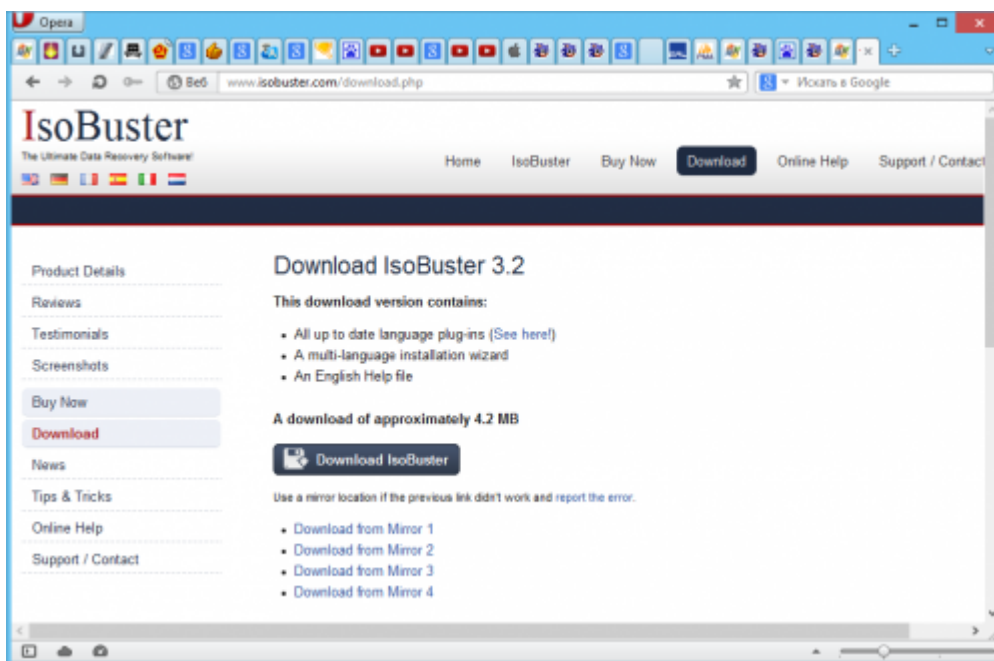 Opera
Веб www.isobuster.com/download.php Искать в Google
IsoBuster
The Ultimate Data Recovery Software!
Home IsoBuster Buy Now Download Online Help Support / Contact
Product Details
Reviews
Testimonials
Screenshots
Buy Now
Download
News
Tips & Tricks
Online Help
Support / Contact
Download IsoBuster 3.2
This download version contains:
• All up to date language plug-ins (See here!)
• A multi-language installation wizard
• An English Help file
A download of approximately 4.2 MB
Download IsoBuster
Use a mirror location if the previous link didn't work and report the error.
• Download from Mirror 1
• Download from Mirror 2
• Download from Mirror 3
• Download from Mirror 4